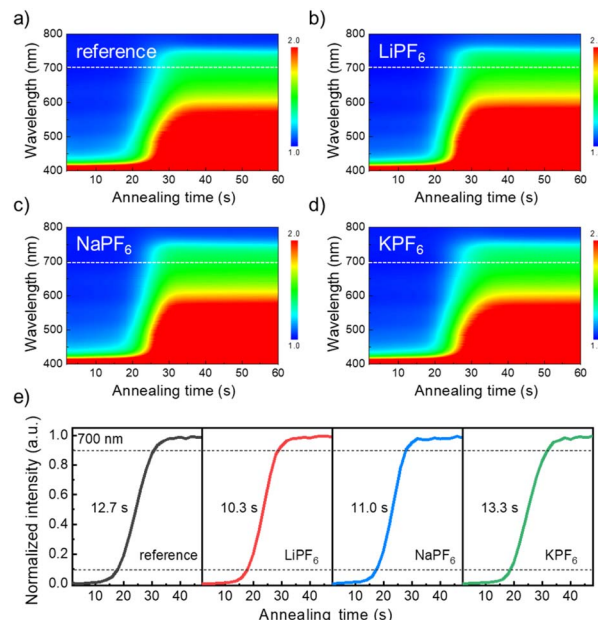 a)
reference
Wavelength (nm)
800
700
600
500
400
10 20 30 40 50 60
Annealing time (s)
2.0
1.0
b)
LiPF6
Wavelength (nm)
800
700
600
500
400
10 20 30 40 50 60
Annealing time (s)
c)
NaPF6
Wavelength (nm)
800
700
600
500
400
10 20 30 40 50 60
Annealing time (s)
2.0
1.0
d)
KPF6
Wavelength (nm)
800
700
600
500
400
10 20 30 40 50 60
Annealing time (s)
e)
Normalized intensity (a.u.)
1.0
0.8
0.6
0.4
0.2
0.0
700 nm
12.7 s
reference
10.3 s
LiPF6
11.0 s
NaPF6
13.3 s
KPF6
10 20 30 40 10 20 30 40 10 20 30 40 10 20 30 40
Annealing time (s)